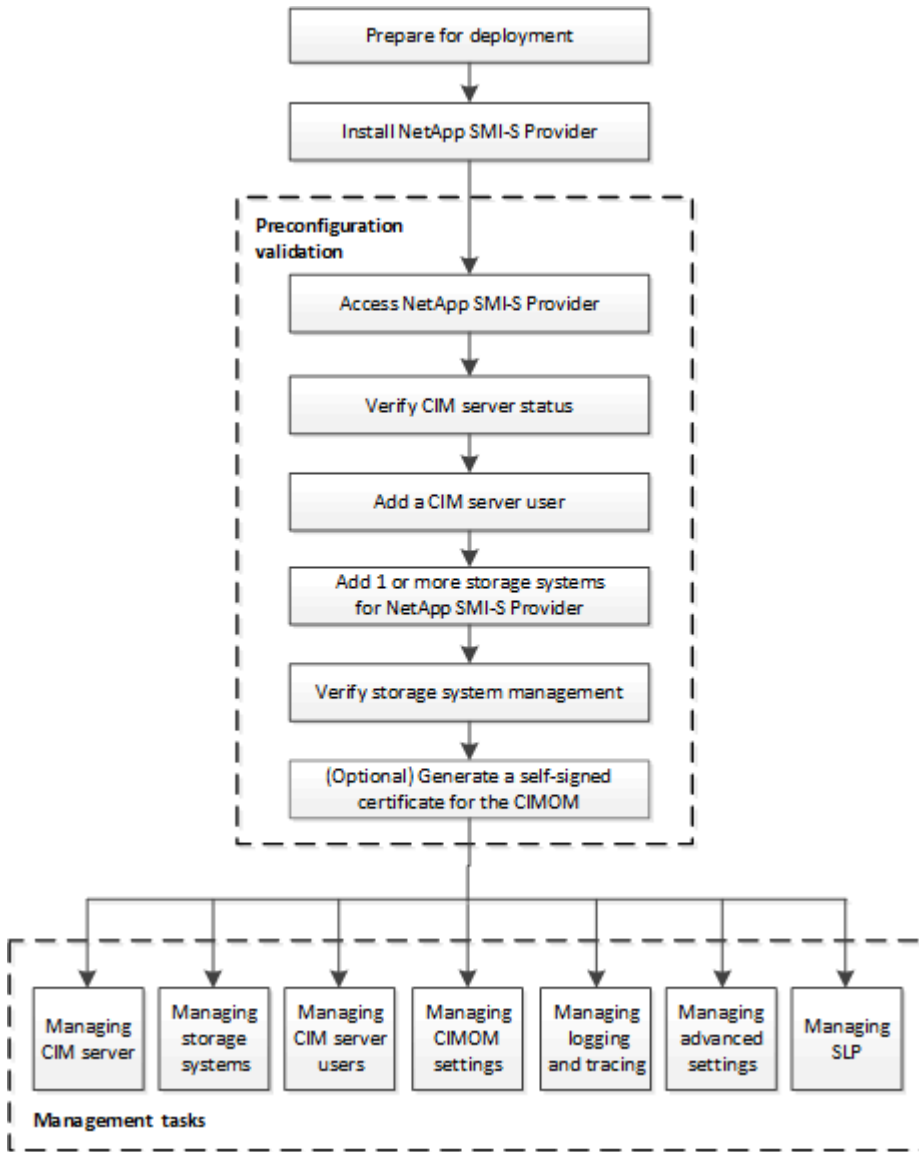 Prepare for deployment
Install NetApp SMI-S Provider
Preconfiguration
validation
Access NetApp SMI-S Provider
Verify CIM server status
Add a CIM server user
Add 1 or more storage systems
for NetApp SMI-S Provider
Verify storage system management
(Optional) Generate a self-signed
certificate for the CIMOM
Managing
CIM server
Managing
storage
systems
Managing
CIM server
users
Managing
CIMOM
settings
Managing
logging
and tracing
Managing
advanced
settings
Managing
SLP
Management tasks